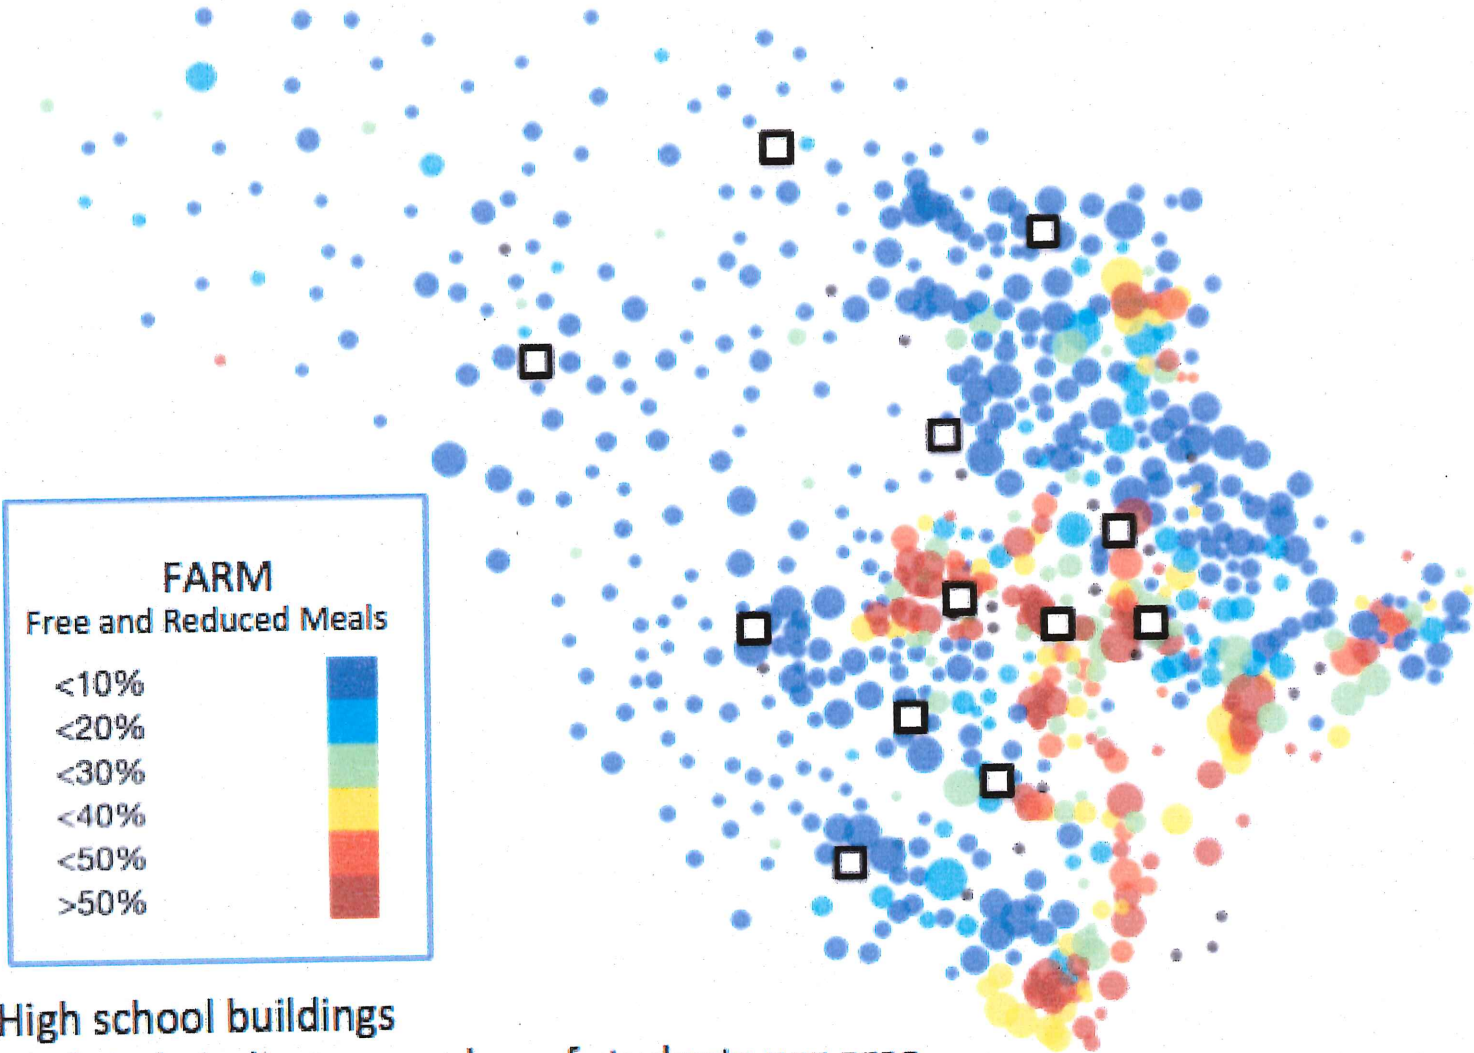 FARM
Free and Reduced Meals
<10%
<20%
<30%
<40%
<50%
>50%
High school buildings